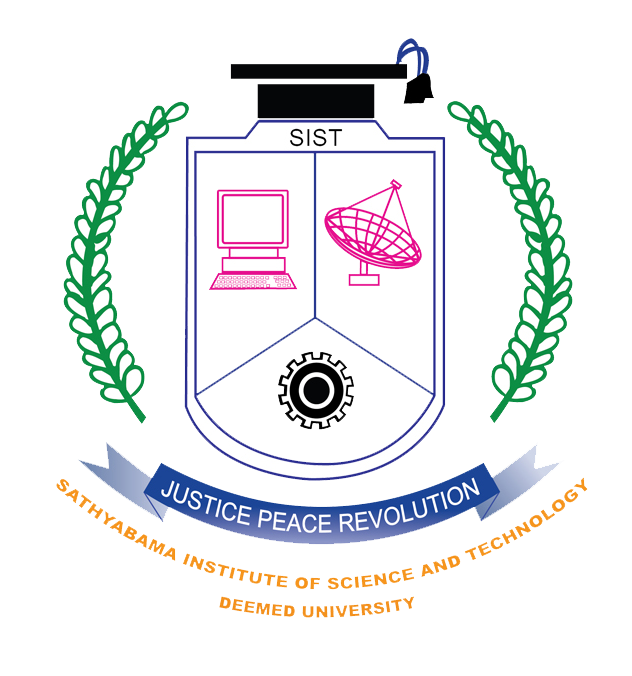 SIST
JUSTICE PEACE REVOLUTION
SATHYABAMA INSTITUTE OF SCIENCE AND TECHNOLOGY
DEEMED UNIVERSITY